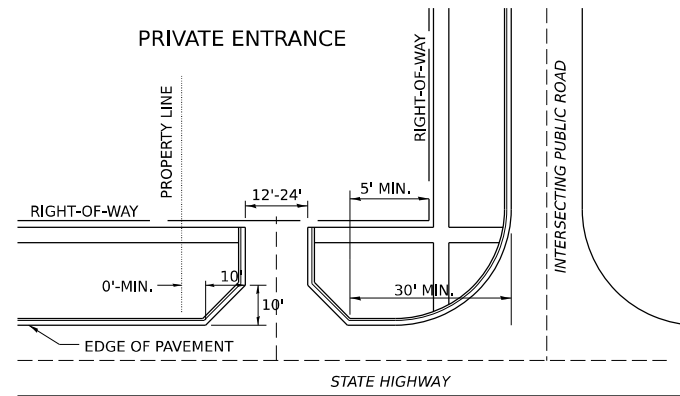 PRIVATE ENTRANCE
RIGHT-OF-WAY
INTERSECTING PUBLIC ROAD
PROPERTY LINE
12'-24'
5' MIN.
RIGHT-OF-WAY
0'-MIN.
10'
10'
30' MIN.
EDGE OF PAVEMENT
STATE HIGHWAY